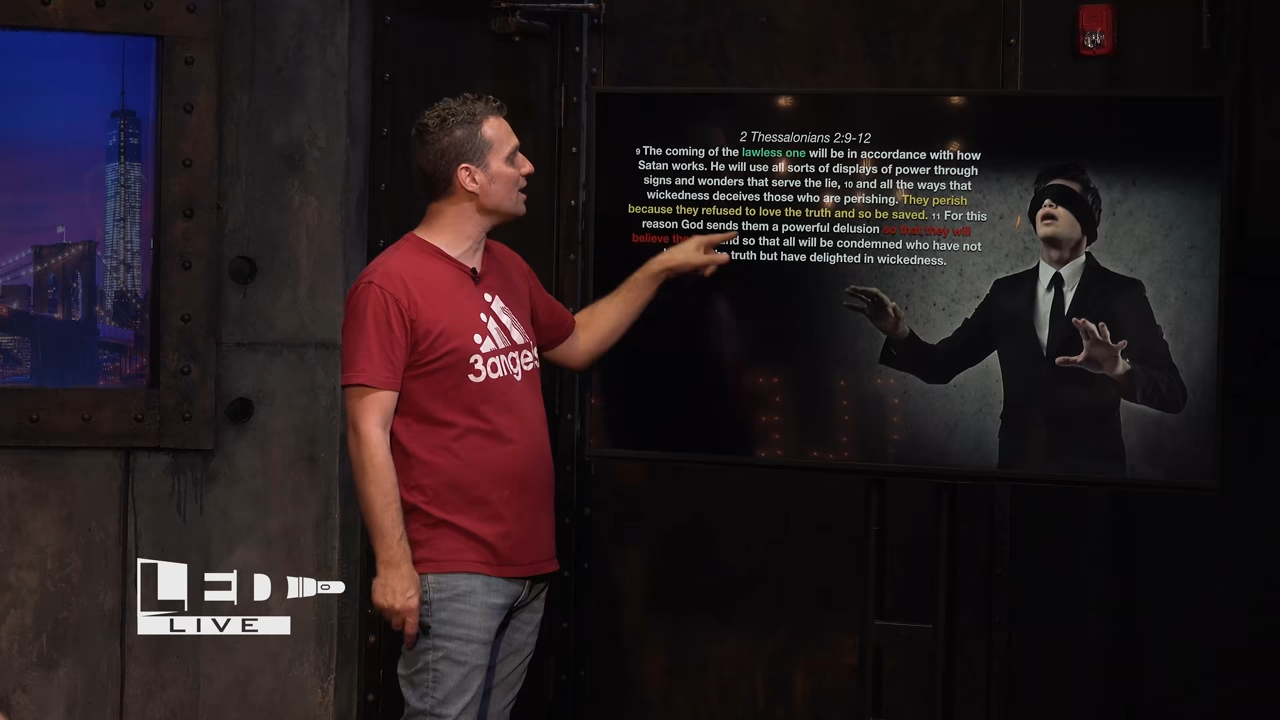 2 Thessalonians 2:9-12
9 The coming of the lawless one will be in accordance with how
Satan works. He will use all sorts of displays of power through
signs and wonders that serve the lie, 10 and all the ways that
wickedness deceives those who are perishing. They perish
because they refused to love the truth and so be saved. 11 For this
reason God sends them a powerful delusion so that they will
believe so that all will be condemned who have not
truth but have delighted in wickedness.
3angels
LED
LIVE